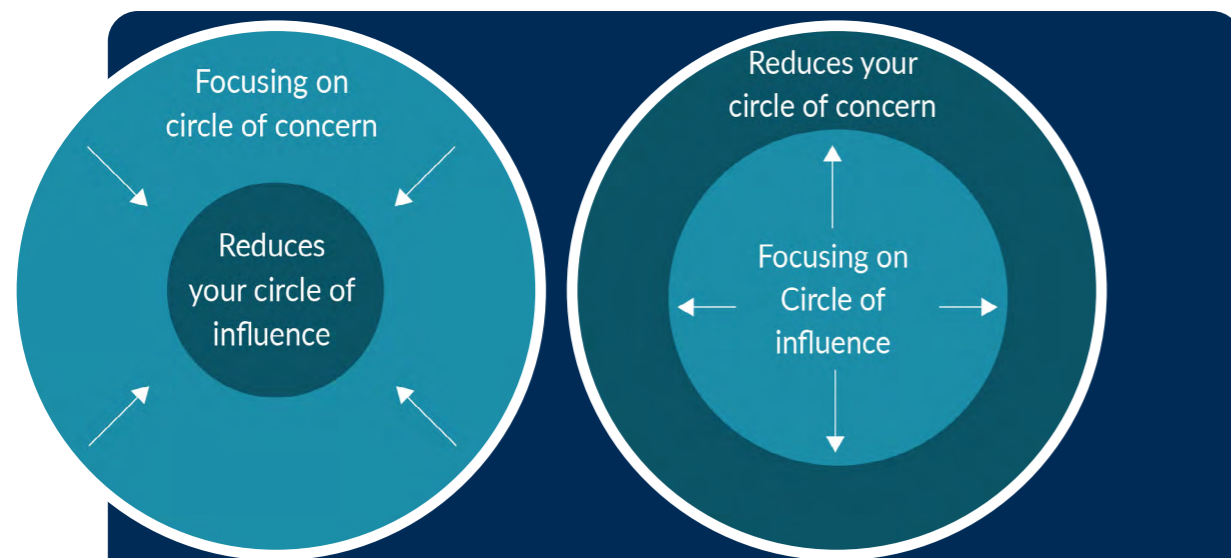 Focusing on
circle of concern
Reduces
your circle of
influence
Reduces your
circle of concern
Focusing on
Circle of
influence